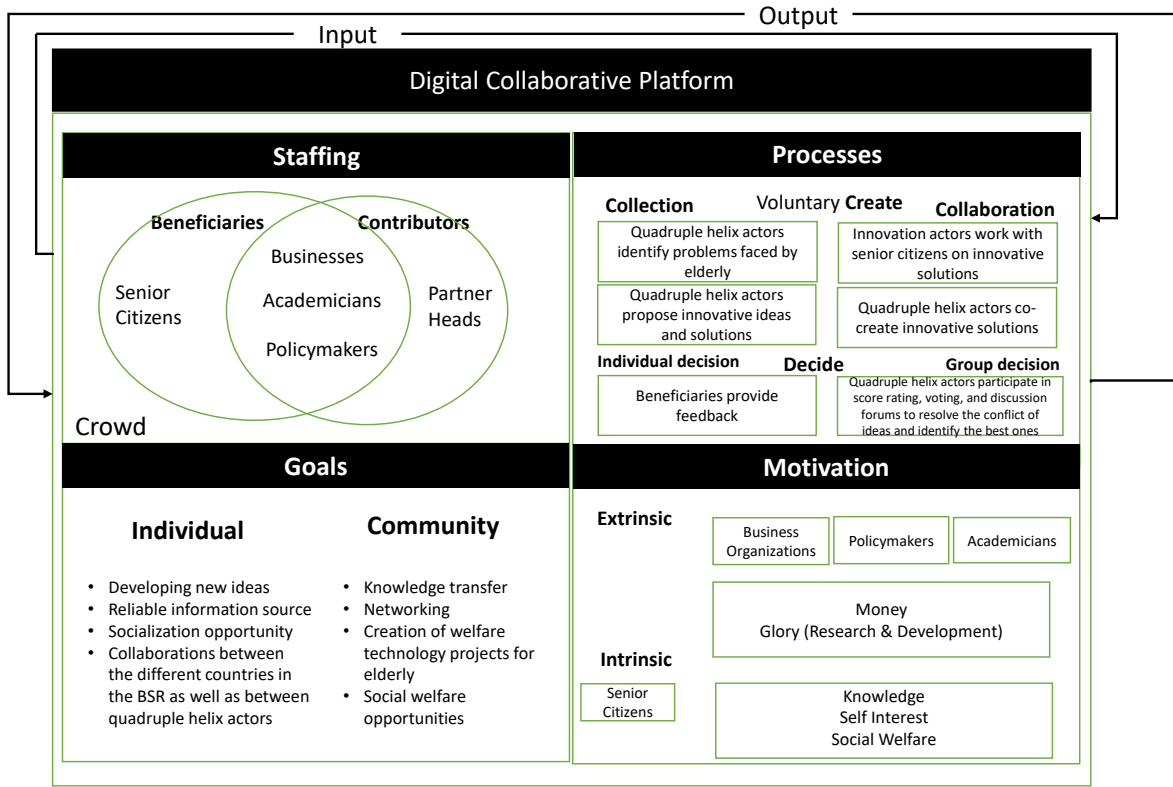 Output
Input
Digital Collaborative Platform
Staffing
Beneficiaries
Contributors
Businesses
Senior
Citizens
Academicians
Partner
Heads
Policymakers
Crowd
Processes
Voluntary Create
Collection
Collaboration
Quadruple helix actors
identify problems faced by
elderly
Innovation actors work with
senior citizens on innovative
solutions
Quadruple helix actors
propose innovative ideas
and solutions
Quadruple helix actors co-
create innovative solutions
Individual decision
Decide
Group decision
Beneficiaries provide
feedback
Quadruple helix actors participate in
score rating, voting, and discussion
forums to resolve the conflict of
ideas and identify the best ones
Goals
Individual
• Developing new ideas
• Reliable information source
• Socialization opportunity
• Collaborations between
the different countries in
the BSR as well as between
quadruple helix actors
Community
• Knowledge transfer
• Networking
• Creation of welfare
technology projects for
elderly
• Social welfare
opportunities
Motivation
Extrinsic
Business
Organizations
Policymakers
Academicians
Money
Glory (Research & Development)
Intrinsic
Senior
Citizens
Knowledge
Self Interest
Social Welfare